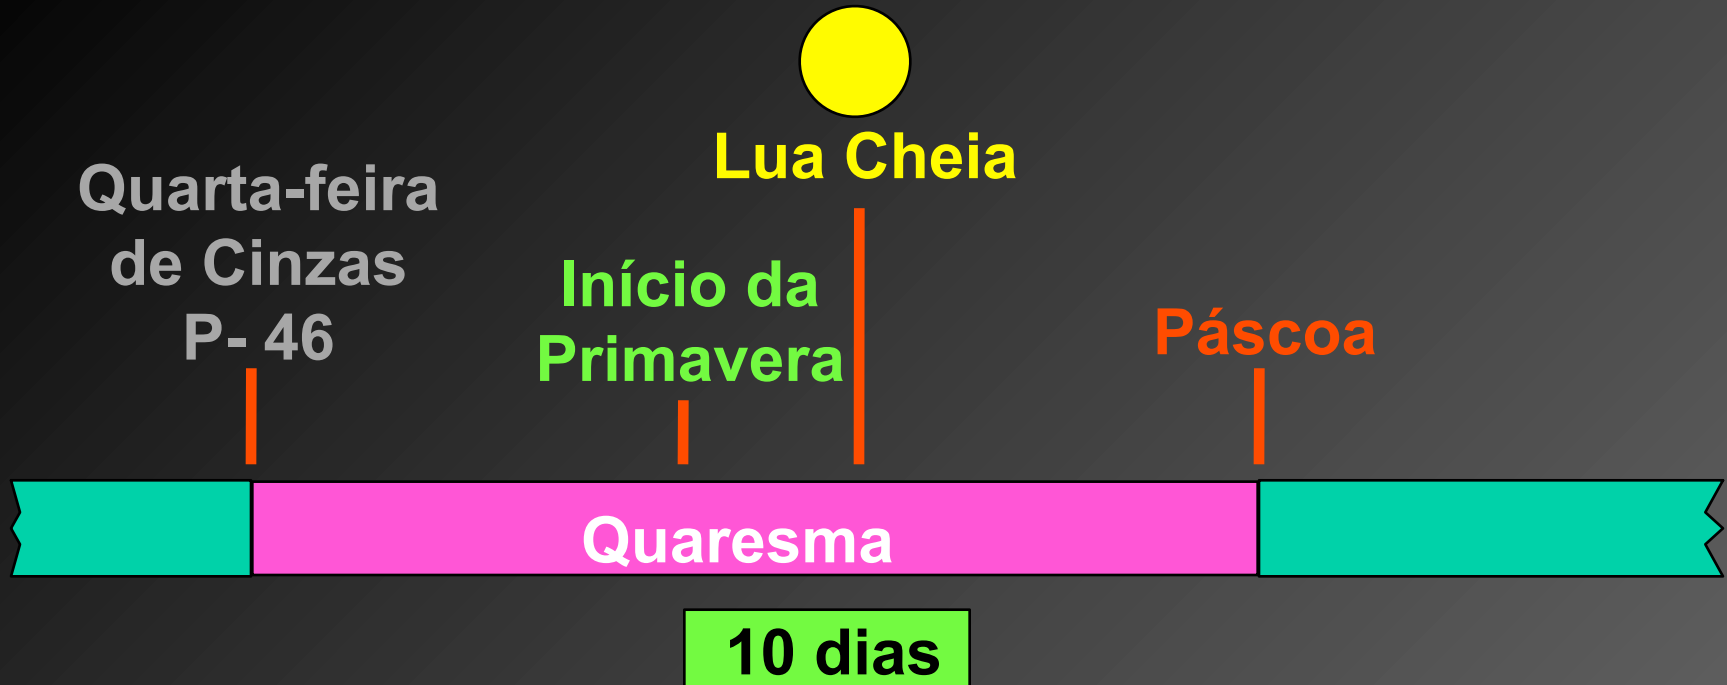 Lua Cheia
Quarta-feira
de Cinzas
P- 46
Início da
Primavera
Páscoa
Quaresma
10 dias